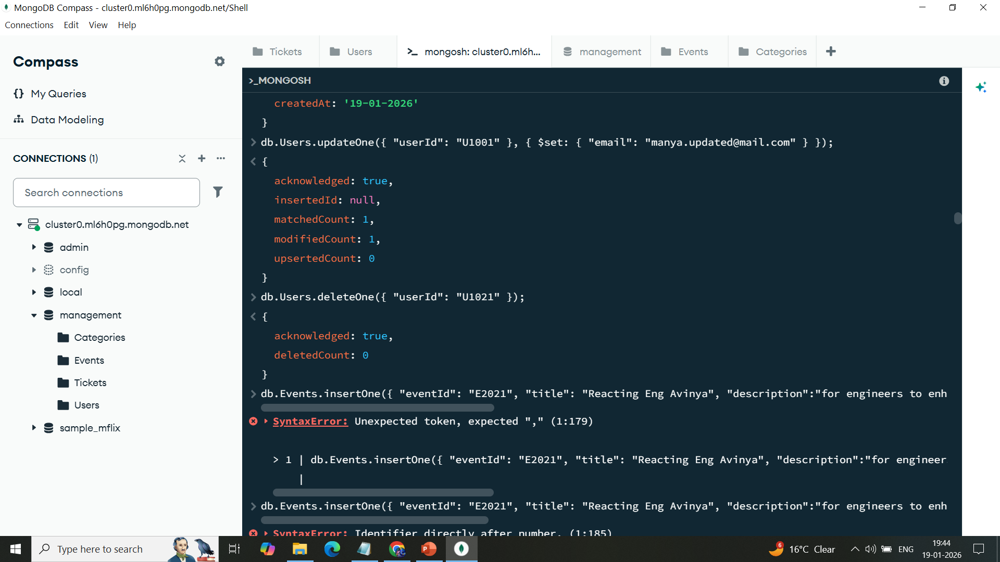 MongoDB Compass - cluster0.ml6h0pg.mongodb.net/Shell
Connections Edit View Help
Compass
My Queries
Data Modeling
CONNECTIONS (1)
Search connections
cluster0.ml6h0pg.mongodb.net
admin
config
local
management
Categories
Events
Tickets
Users
sample_mflix
Tickets Users mongosh: cluster0.ml6h... management Events Categories
>_MONGOSH
createdAt: '19-01-2026'
}
db.Users.updateOne({ "userId": "U1001" }, { $set: { "email": "manya.updated@mail.com" } });
{
acknowledged: true,
insertedId: null,
matchedCount: 1,
modifiedCount: 1,
upsertedCount: 0
}
db.Users.deleteOne({ "userId": "U1021" });
{
acknowledged: true,
deletedCount: 0
}
db.Events.insertOne({ "eventId": "E2021", "title": "Reacting Eng Avinya", "description":"for engineers to enh
SyntaxError: Unexpected token, expected "," (1:179)
> 1 | db.Events.insertOne({ "eventId": "E2021", "title": "Reacting Eng Avinya", "description":"for engineer
|
db.Events.insertOne({ "eventId": "E2021", "title": "Reacting Eng Avinya", "description":"for engineers to enh
SyntaxError: Identifier directly after number. (1:185)
Type here to search
6
16°C Clear
ENG
19:44
19-01-2026